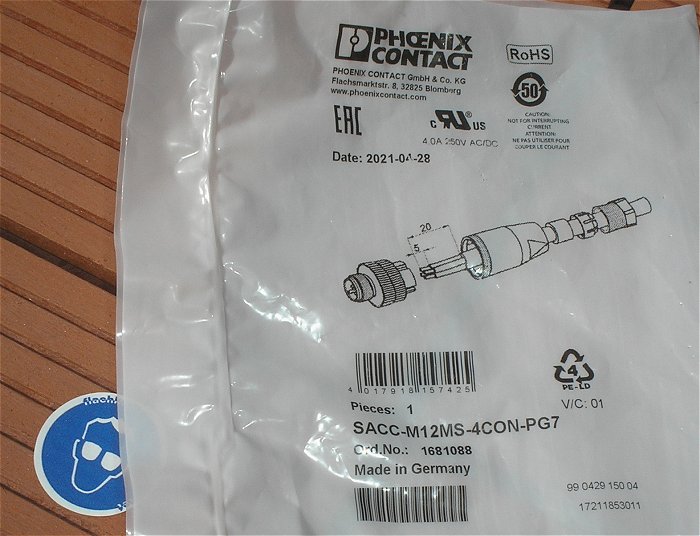 PHŒNIX
CONTACT
PHOENIX CONTACT GmbH & Co. KG
Flachsmarktstr. 8, 32825 Blomberg
www.phoenixcontact.com
RoHS
50
CAUTION:
NOT FOR INTERRUPTING
CURRENT
ATTENTION:
NE PAS UTILISER POUR
COUPER LE COURANT
EAC
c RU US
4.0A 250V AC/DC
Date: 2021-04-28
20
5
4 017918 157425
Pieces: 1
4
PE-LD
V/C: 01
SACC-M12MS-4CON-PG7
Ord.No.: 1681088
Made in Germany
99 0429 150 04
17211853011